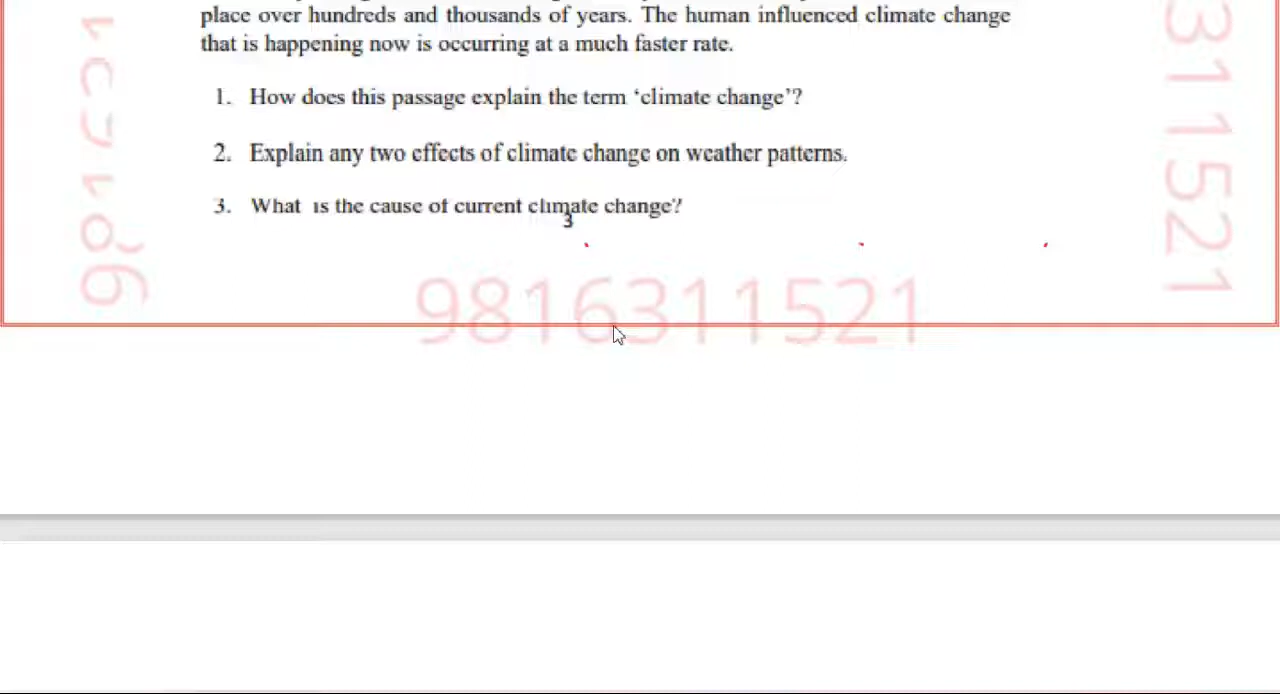 place over hundreds and thousands of years. The human influenced climate change
that is happening now is occurring at a much faster rate.
1. How does this passage explain the term ‘climate change’?
2. Explain any two effects of climate change on weather patterns.
3. What is the cause of current climate change?
3
9816311521